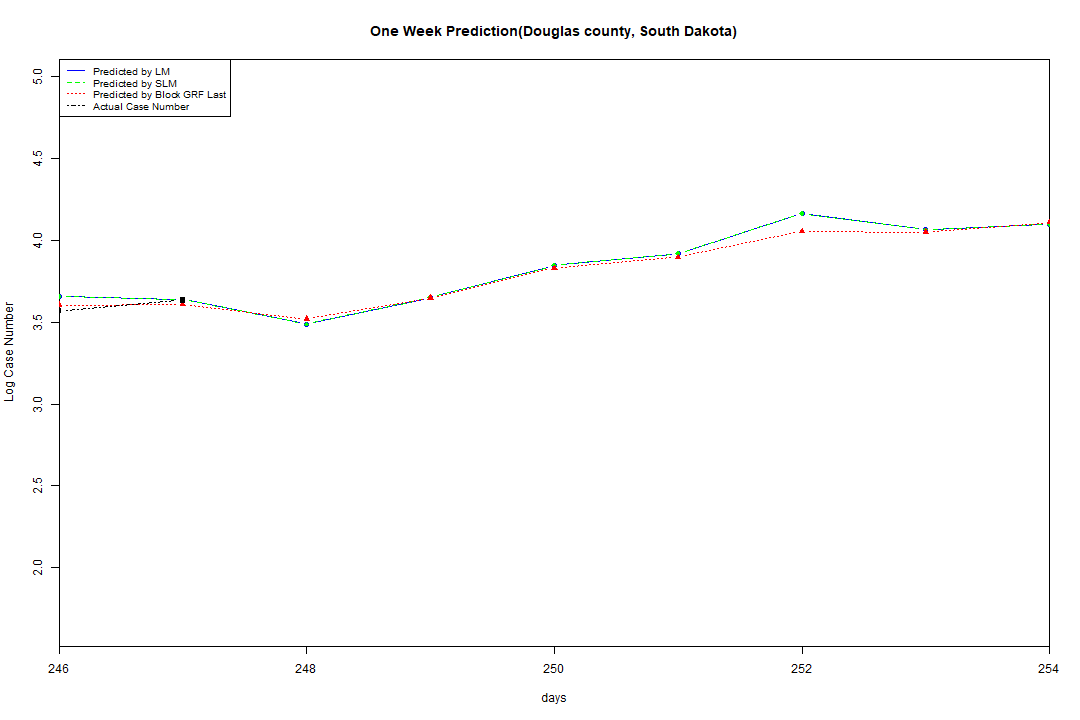 One Week Prediction(Douglas county, South Dakota)
Predicted by LM
Predicted by SLM
Predicted by Block GRF Last
Actual Case Number
5.0
4.5
4.0
3.5
3.0
2.5
2.0
Log Case Number
246 248 250 252 254
days